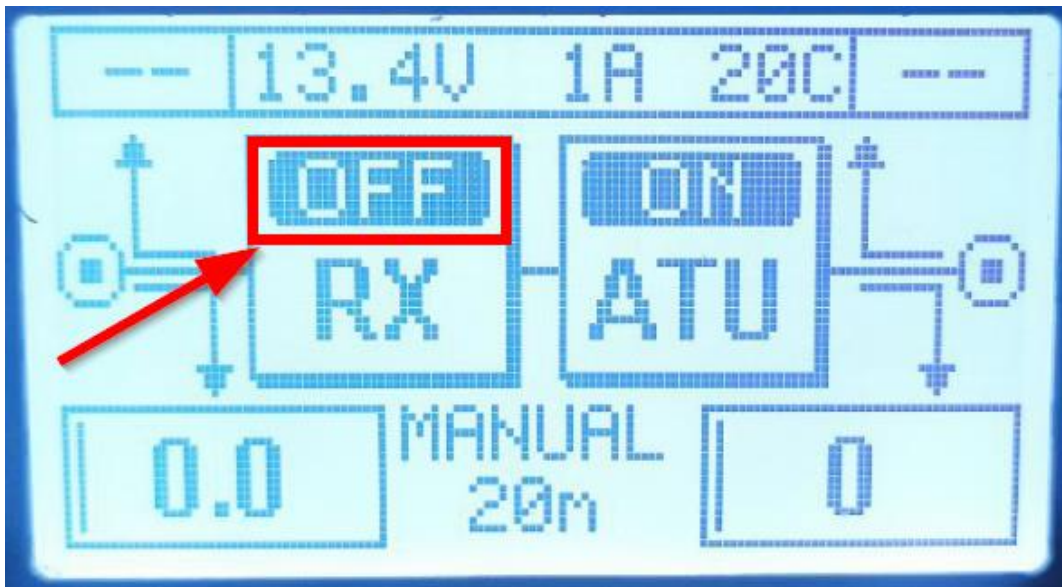 -- 13.4V 1A 20C --
OFF ON
RX ATU
MANUAL
0.0 20m 0